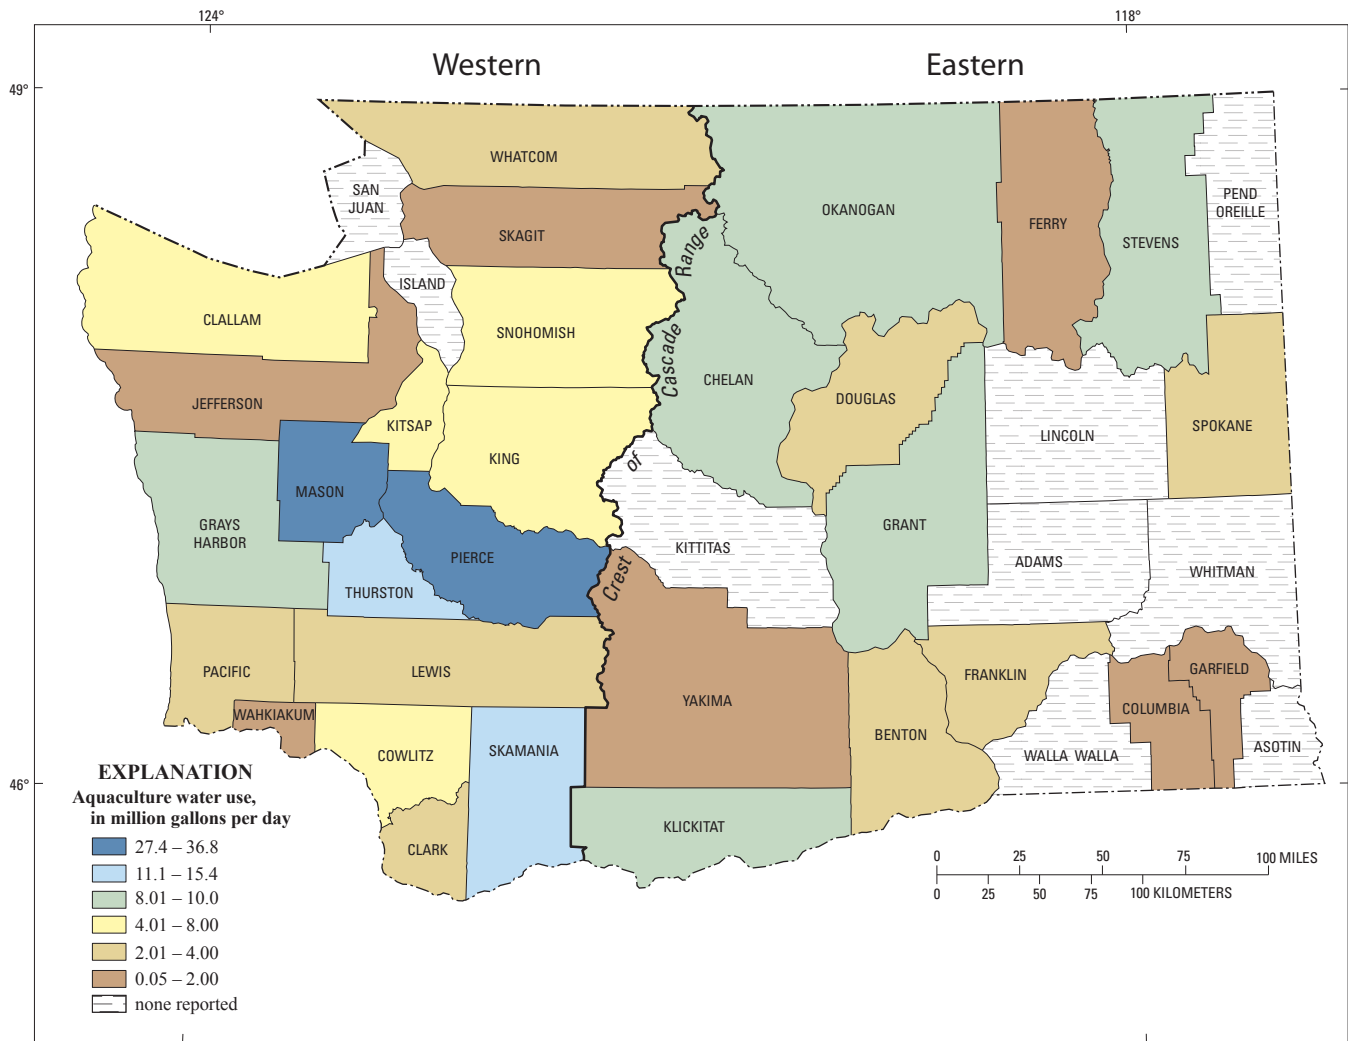 124°
118°
49°
Western
Eastern
WHATCOM
SAN
JUAN
SKAGIT
ISLAND
CLALLAM
SNOHOMISH
JEFFERSON
KITSAP
KING
MASON
GRAYS
HARBOR
PIERCE
THURSTON
PACIFIC
LEWIS
WAHKIAKUM
COWLITZ
SKAMANIA
CLARK
Crest of Cascade Range
OKANOGAN
FERRY
STEVENS
PEND
OREILLE
CHELAN
DOUGLAS
LINCOLN
SPOKANE
GRANT
KITTITAS
ADAMS
WHITMAN
YAKIMA
FRANKLIN
GARFIELD
COLUMBIA
BENTON
WALLA WALLA
ASOTIN
KLICKITAT
46°
EXPLANATION
Aquaculture water use,
in million gallons per day
27.4 – 36.8
11.1 – 15.4
8.01 – 10.0
4.01 – 8.00
2.01 – 4.00
0.05 – 2.00
none reported
0 25 50 75 100 MILES
0 25 50 75 100 KILOMETERS